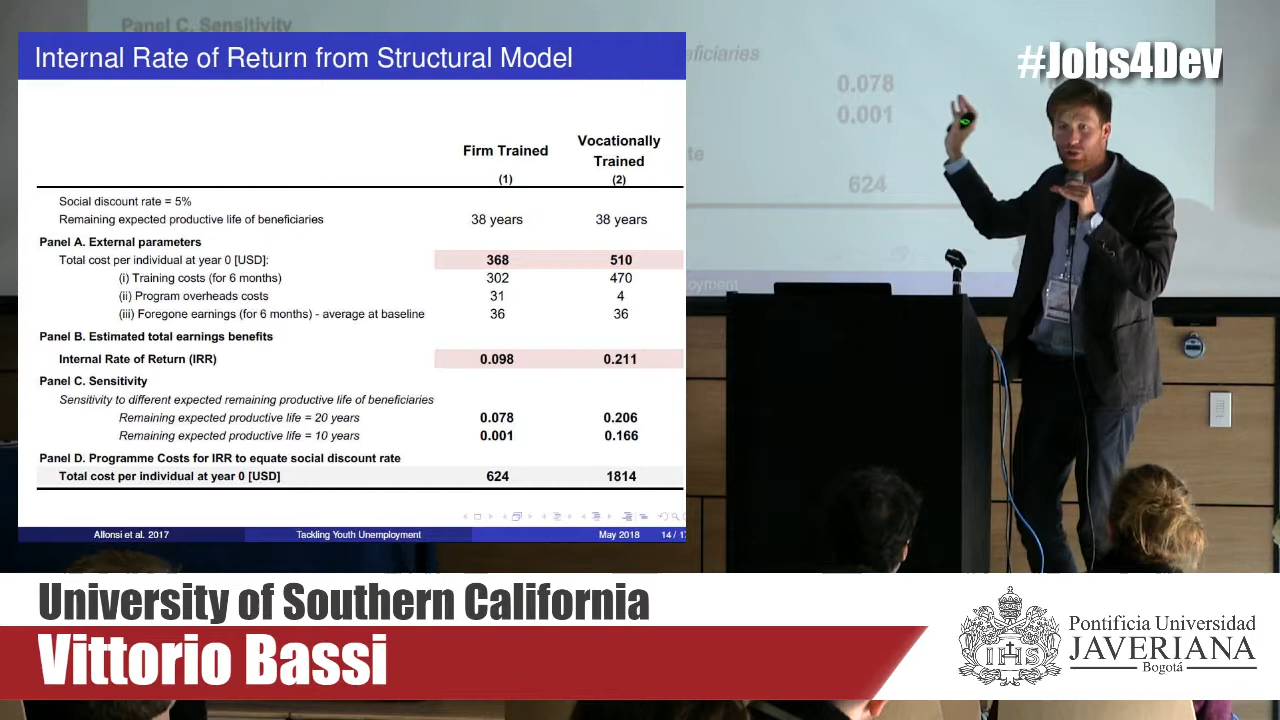 Panel C. Sensitivity
#Jobs4Dev
Internal Rate of Return from Structural Model
Firm Trained
Vocationally
Trained
(1) (2)
Social discount rate = 5%
Remaining expected productive life of beneficiaries 38 years 38 years
Panel A. External parameters
Total cost per individual at year 0 [USD]: 368 510
(i) Training costs (for 6 months) 302 470
(ii) Program overheads costs 31 4
(iii) Foregone earnings (for 6 months) - average at baseline 36 36
Panel B. Estimated total earnings benefits
Internal Rate of Return (IRR) 0.098 0.211
Panel C. Sensitivity
Sensitivity to different expected remaining productive life of beneficiaries
Remaining expected productive life = 20 years 0.078 0.206
Remaining expected productive life = 10 years 0.001 0.166
Panel D. Programme Costs for IRR to equate social discount rate
Total cost per individual at year 0 [USD] 624 1814
Allonsi et al. 2017 Tackling Youth Unemployment May 2018 14 / 17
eficiaries
0.078
0.001
te
624
ployment
University of Southern California
Vittorio Bassi
IHS
Pontificia Universidad
JAVERIANA
Bogotá